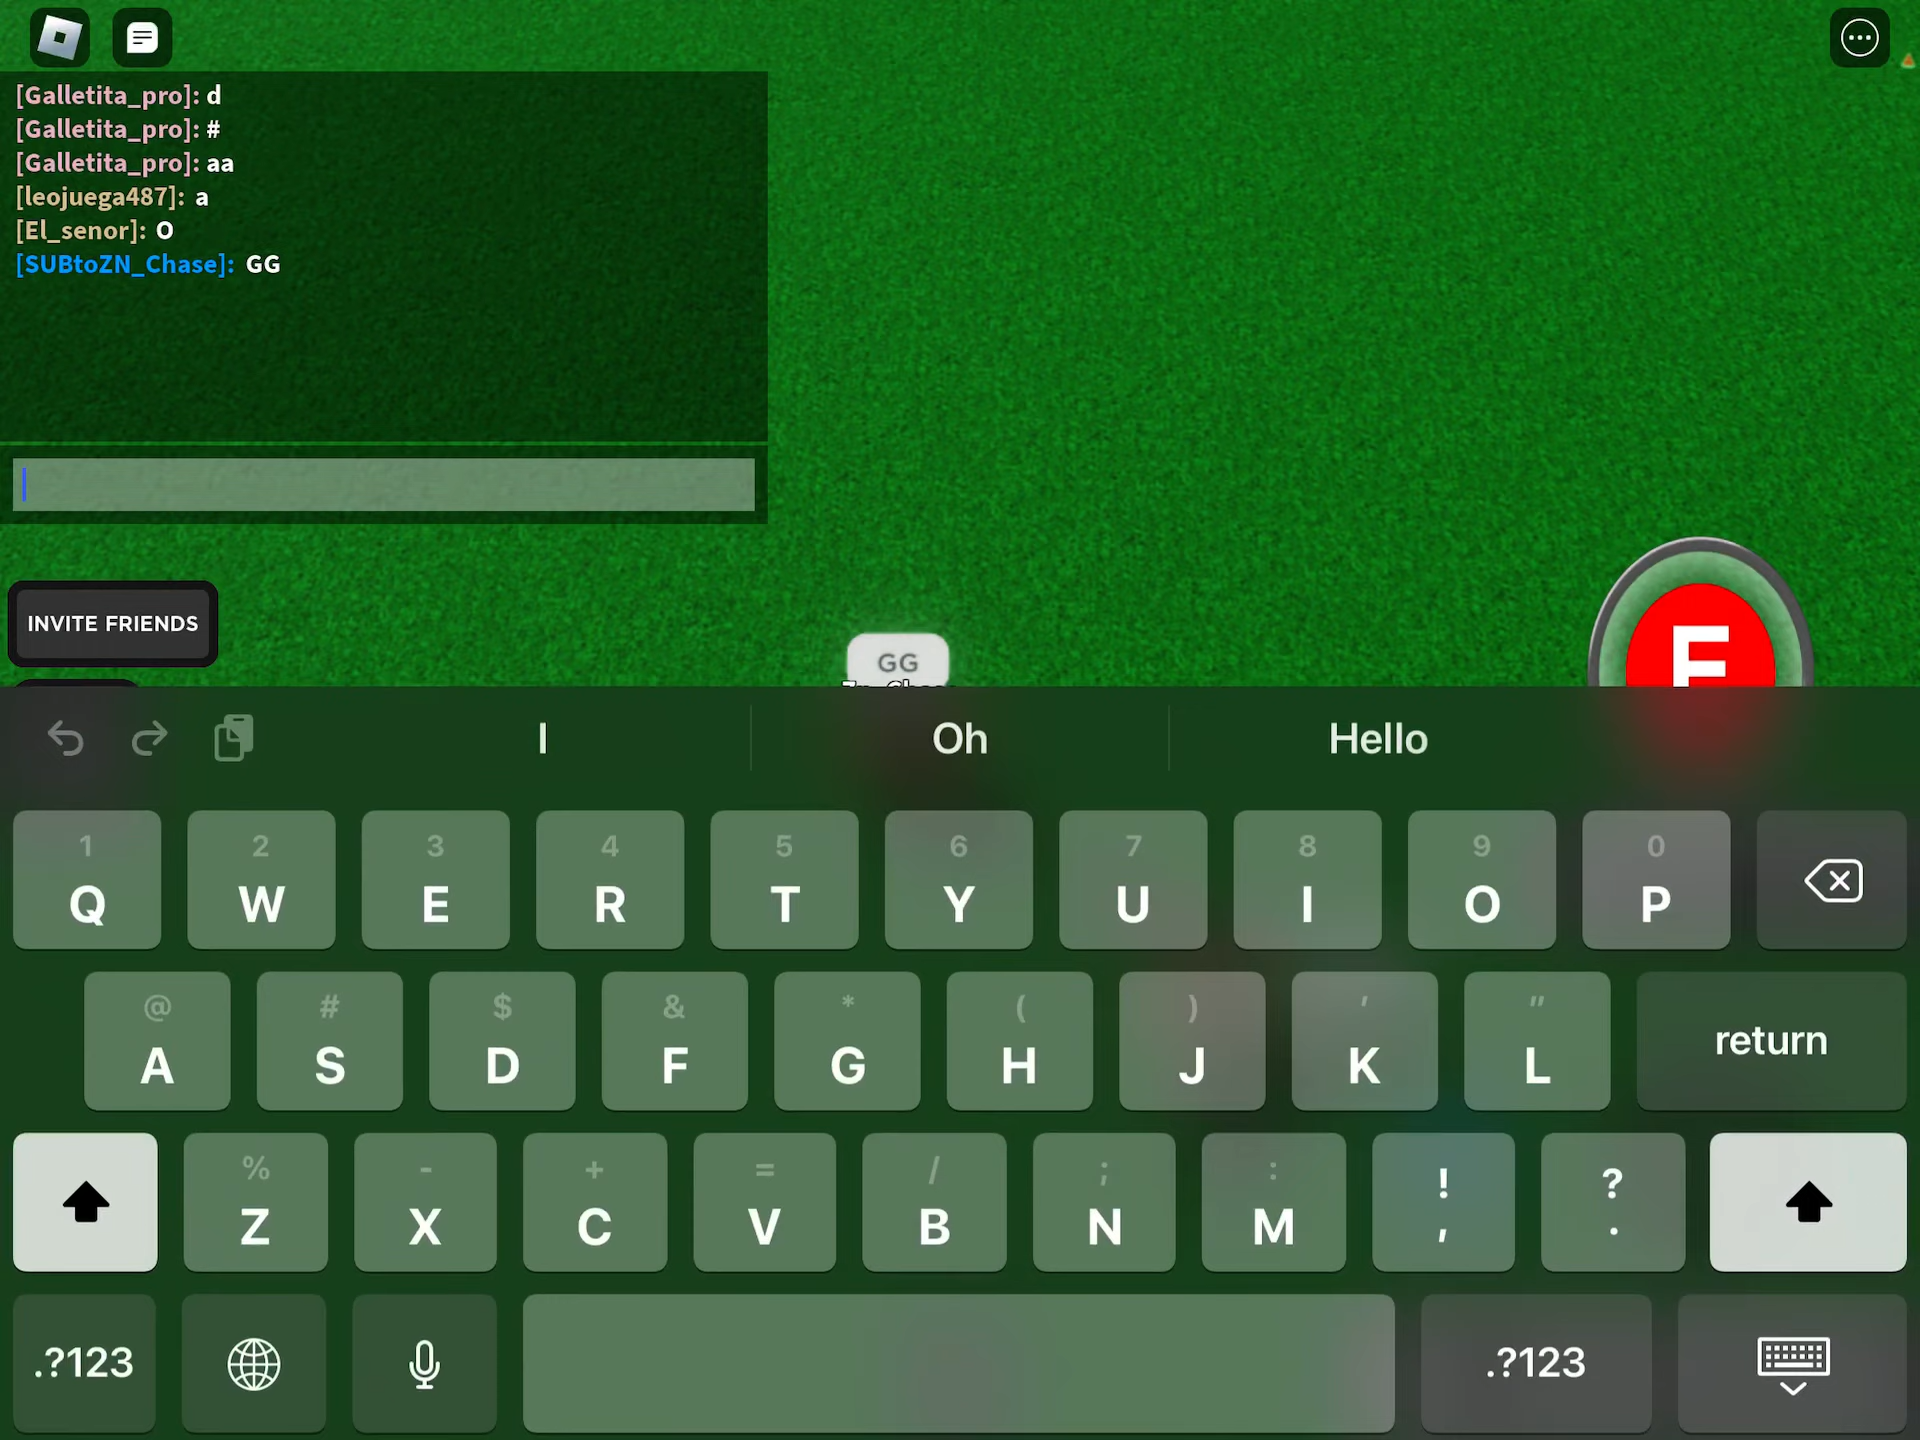 [Galletita_pro]: d
[Galletita_pro]: #
[Galletita_pro]: aa
[leojuega487]: a
[El_senor]: O
[SUBtoZN_Chase]: GG
INVITE FRIENDS
GG
E
I Oh Hello
1 2 3 4 5 6 7 8 9 0
Q W E R T Y U I O P
@ # $ & * ( ) ' "
A S D F G H J K L return
% - + = / ; : ! ?
Z X C V B N M , .
.?123 .?123